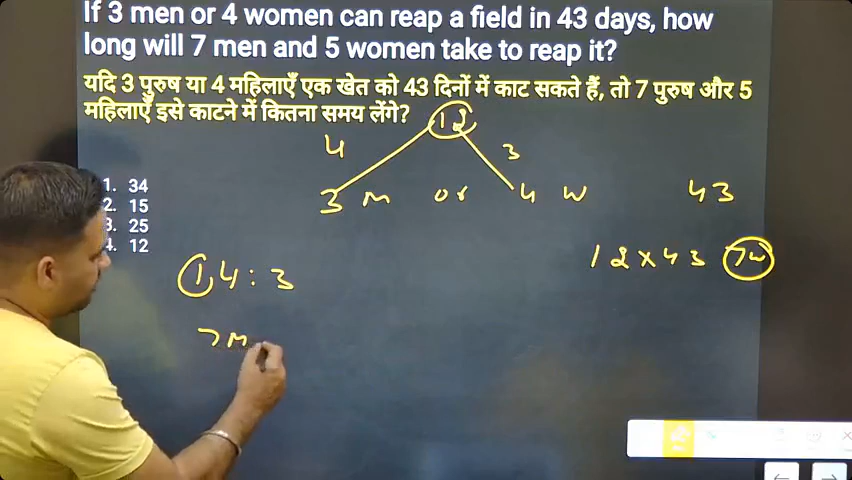 If 3 men or 4 women can reap a field in 43 days, how
long will 7 men and 5 women take to reap it?
यदि 3 पुरुष या 4 महिलाएँ एक खेत को 43 दिनों में काट सकते हैं, तो 7 पुरुष और 5
महिलाएँ इसे काटने में कितना समय लेंगे?
12
4 3
3 M or 4 W 43
1. 34
2. 15
3. 25
4. 12
12 x 43 TW
1, 4 : 3
7 M